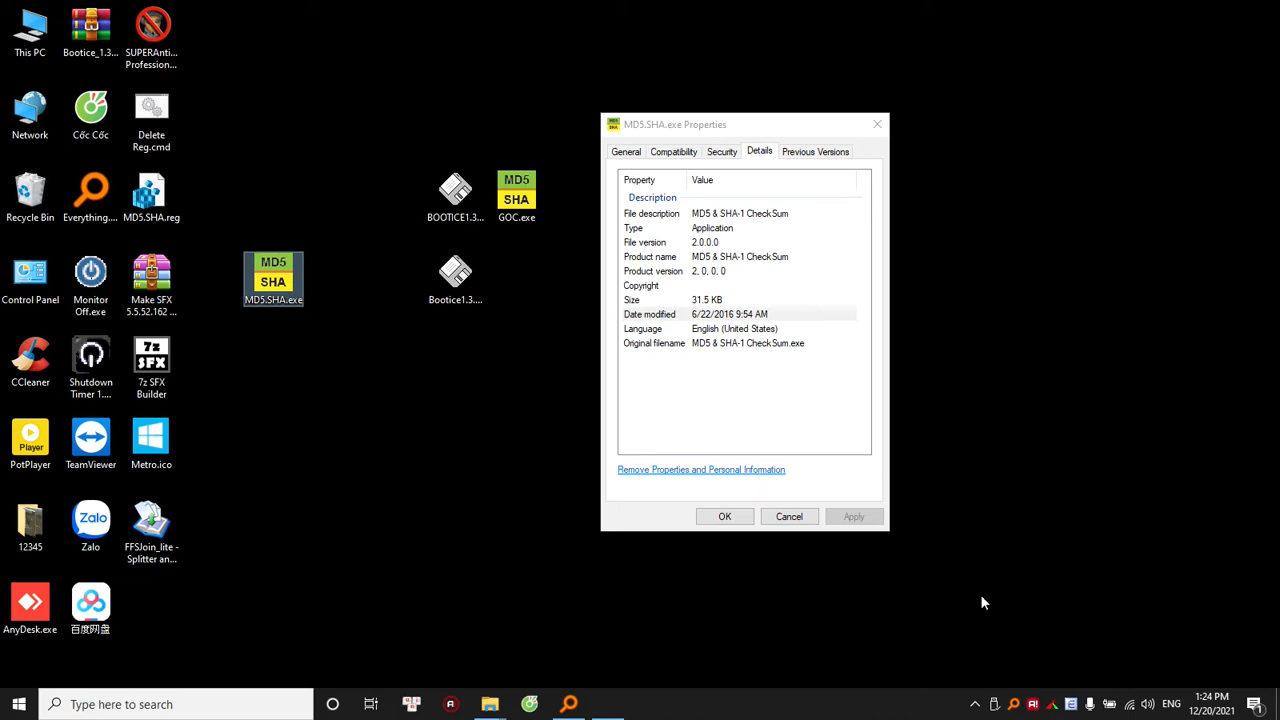 This PC
Bootice_1.3...
SUPERAnti...
Profession...
Network
Cốc Cốc
Delete
Reg.cmd
Recycle Bin
Everything....
MD5.SHA.reg
Control Panel
Monitor
Off.exe
Make SFX
5.5.52.162 ...
CCleaner
Shutdown
Timer 1....
7z
SFX
7z SFX
Builder
Player
PotPlayer
TeamViewer
Metro.ico
12345
Zalo
Zalo
FFSJoin_lite -
Splitter an...
AnyDesk.exe
百度网盘
MD5
SHA
MD5.SHA.exe
BOOTICE1.3...
MD5
SHA
GOC.exe
Bootice1.3....
MD5.SHA.exe Properties
General
Compatibility
Security
Details
Previous Versions
Property Value
Description
File description MD5 & SHA-1 CheckSum
Type Application
File version 2.0.0.0
Product name MD5 & SHA-1 CheckSum
Product version 2, 0, 0, 0
Copyright
Size 31.5 KB
Date modified 6/22/2016 9:54 AM
Language English (United States)
Original filename MD5 & SHA-1 CheckSum.exe
Remove Properties and Personal Information
OK
Cancel
Apply
Type here to search
ENG
1:24 PM
12/20/2021